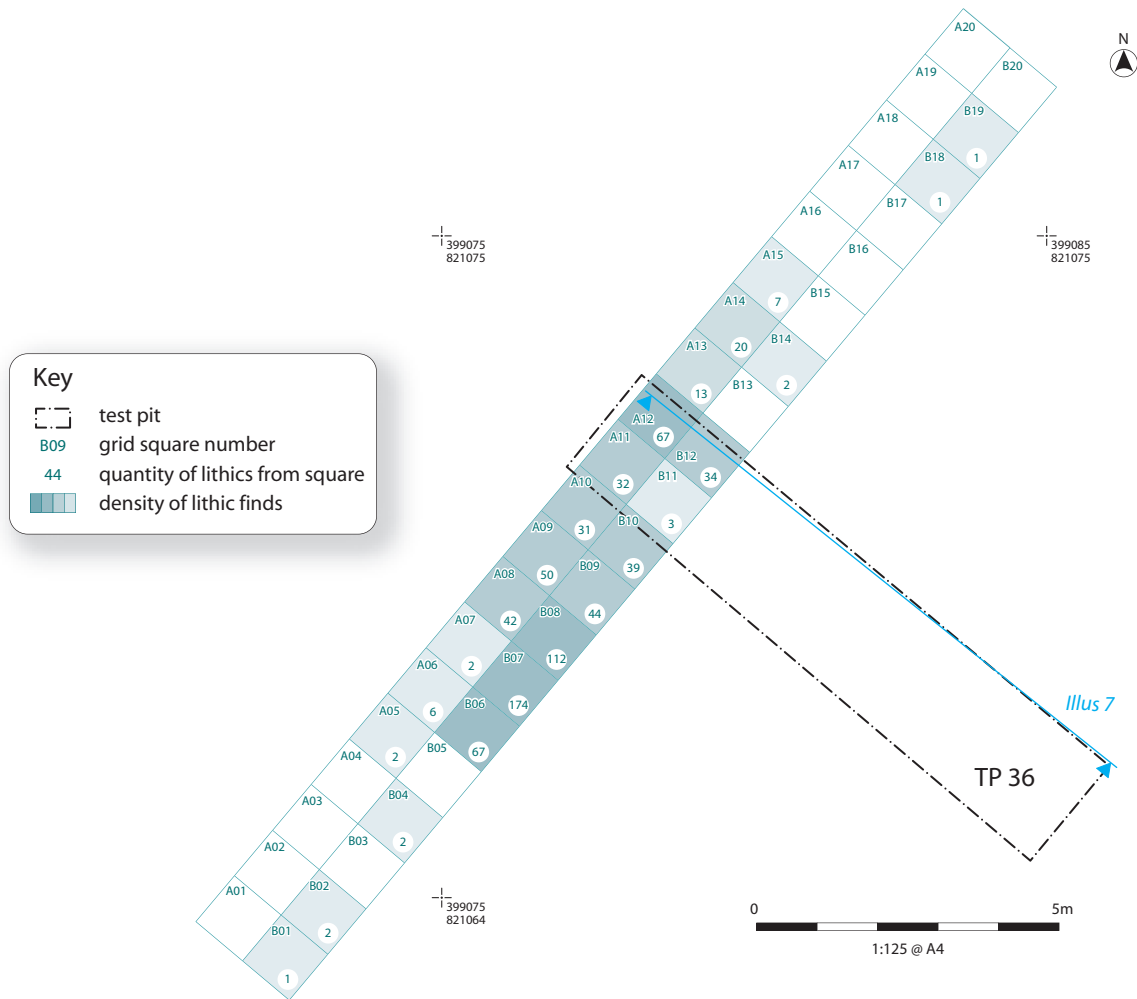 N
A20
B20
A19
B19
1
A18
B18
1
A17
B17
A16
B16
A15
7
B15
A14
20
B14
2
A13
13
B13
A12
67
B12
34
A11
32
B11
3
A10
31
B10
39
A09
50
B09
44
A08
42
B08
112
A07
2
B07
174
A06
6
B06
67
A05
2
B05
A04
B04
2
A03
B03
A02
B02
2
A01
B01
1
399075
821075
399085
821075
399075
821064
Key
test pit
B09 grid square number
44 quantity of lithics from square
density of lithic finds
Illus 7
TP 36
0 5m
1:125 @ A4